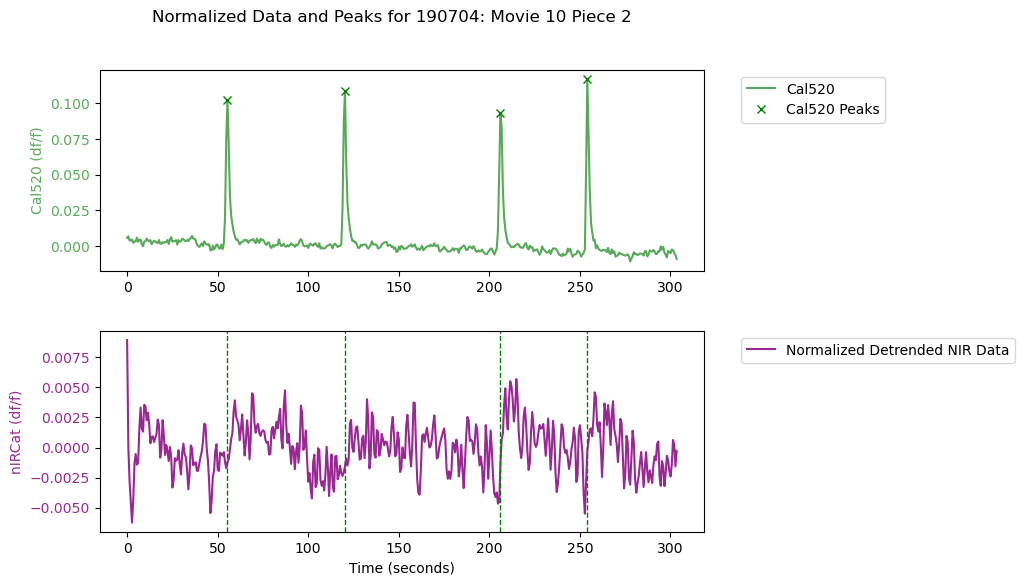 Normalized Data and Peaks for 190704: Movie 10 Piece 2
Cal520 (df/f)
0.100
0.075
0.050
0.025
0.000
0 50 100 150 200 250 300
Cal520
Cal520 Peaks
nIRCat (df/f)
0.0075
0.0050
0.0025
0.0000
−0.0025
−0.0050
0 50 100 150 200 250 300
Time (seconds)
Normalized Detrended NIR Data